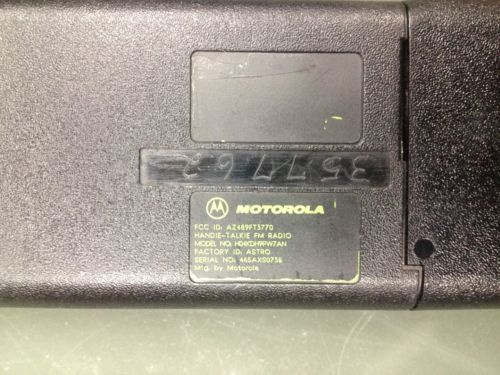 357762
MOTOROLA
FCC ID: AZ489FT3770
HANDIE-TALKIE FM RADIO
MODEL NO: H04KDH9PW7AN
FACTORY ID: ASTRO
SERIAL NO: 466AXS0736
Mfg. by Motorola